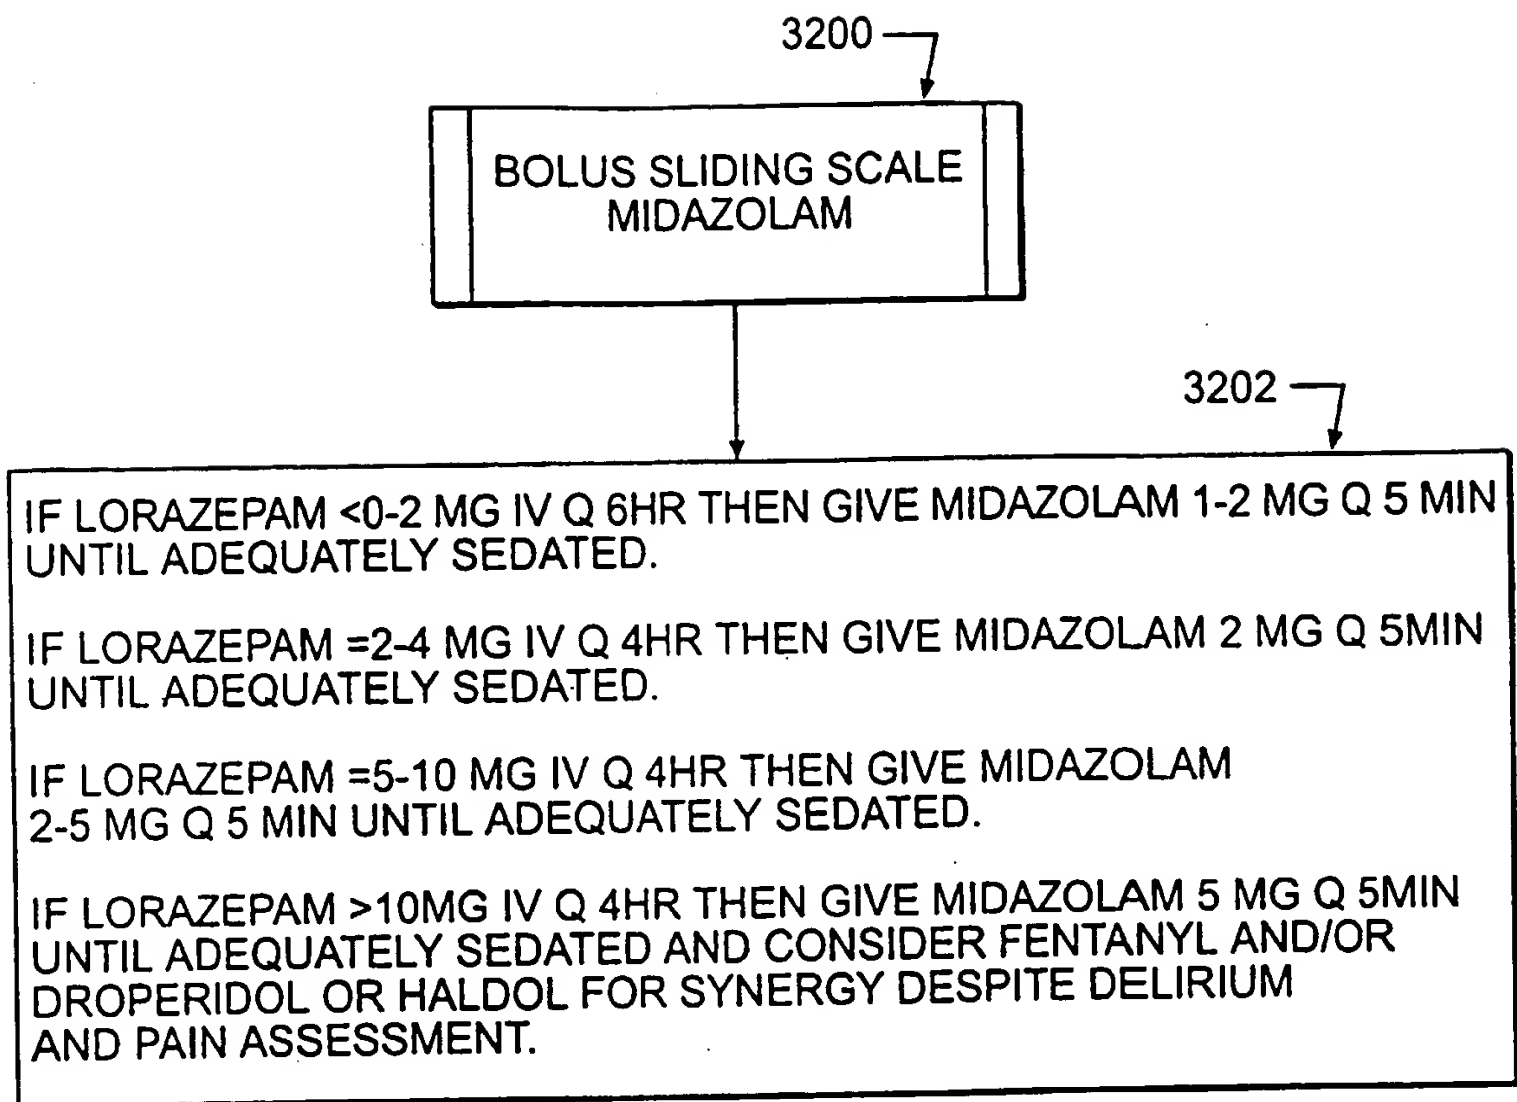 3200
BOLUS SLIDING SCALE
MIDAZOLAM
3202
IF LORAZEPAM <0-2 MG IV Q 6HR THEN GIVE MIDAZOLAM 1-2 MG Q 5 MIN
UNTIL ADEQUATELY SEDATED.
IF LORAZEPAM =2-4 MG IV Q 4HR THEN GIVE MIDAZOLAM 2 MG Q 5MIN
UNTIL ADEQUATELY SEDATED.
IF LORAZEPAM =5-10 MG IV Q 4HR THEN GIVE MIDAZOLAM
2-5 MG Q 5 MIN UNTIL ADEQUATELY SEDATED.
IF LORAZEPAM >10MG IV Q 4HR THEN GIVE MIDAZOLAM 5 MG Q 5MIN
UNTIL ADEQUATELY SEDATED AND CONSIDER FENTANYL AND/OR
DROPERIDOL OR HALDOL FOR SYNERGY DESPITE DELIRIUM
AND PAIN ASSESSMENT.